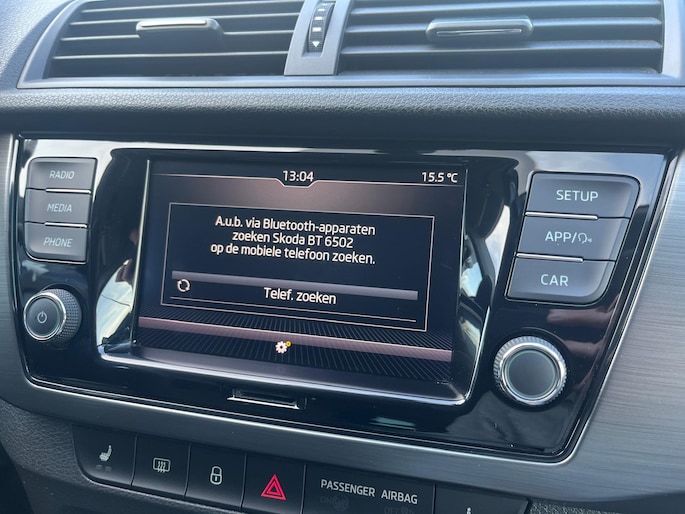 13:04
15.5 °C
RADIO
MEDIA
PHONE
A.u.b. via Bluetooth-apparaten
zoeken Skoda BT 6502
op de mobiele telefoon zoeken.
Telef. zoeken
SETUP
APP/
CAR
PASSENGER AIRBAG